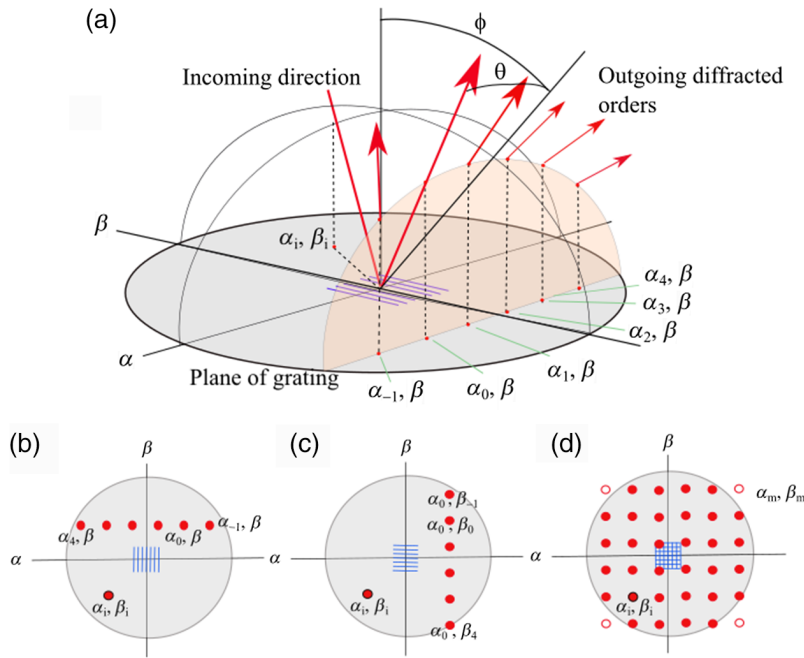 (a)
ϕ
θ
Incoming direction
Outgoing diffracted
orders
β
αi, βi
α4, β
α3, β
α2, β
α
Plane of grating
α−1, β
α0, β
α1, β
(b)
(c)
(d)
β
β
β
α4, β
α0, β
α−1, β
α0, β−1
α0, β0
αm, βm
α
α
α
αi, βi
αi, βi
αi, βi
α0, β4